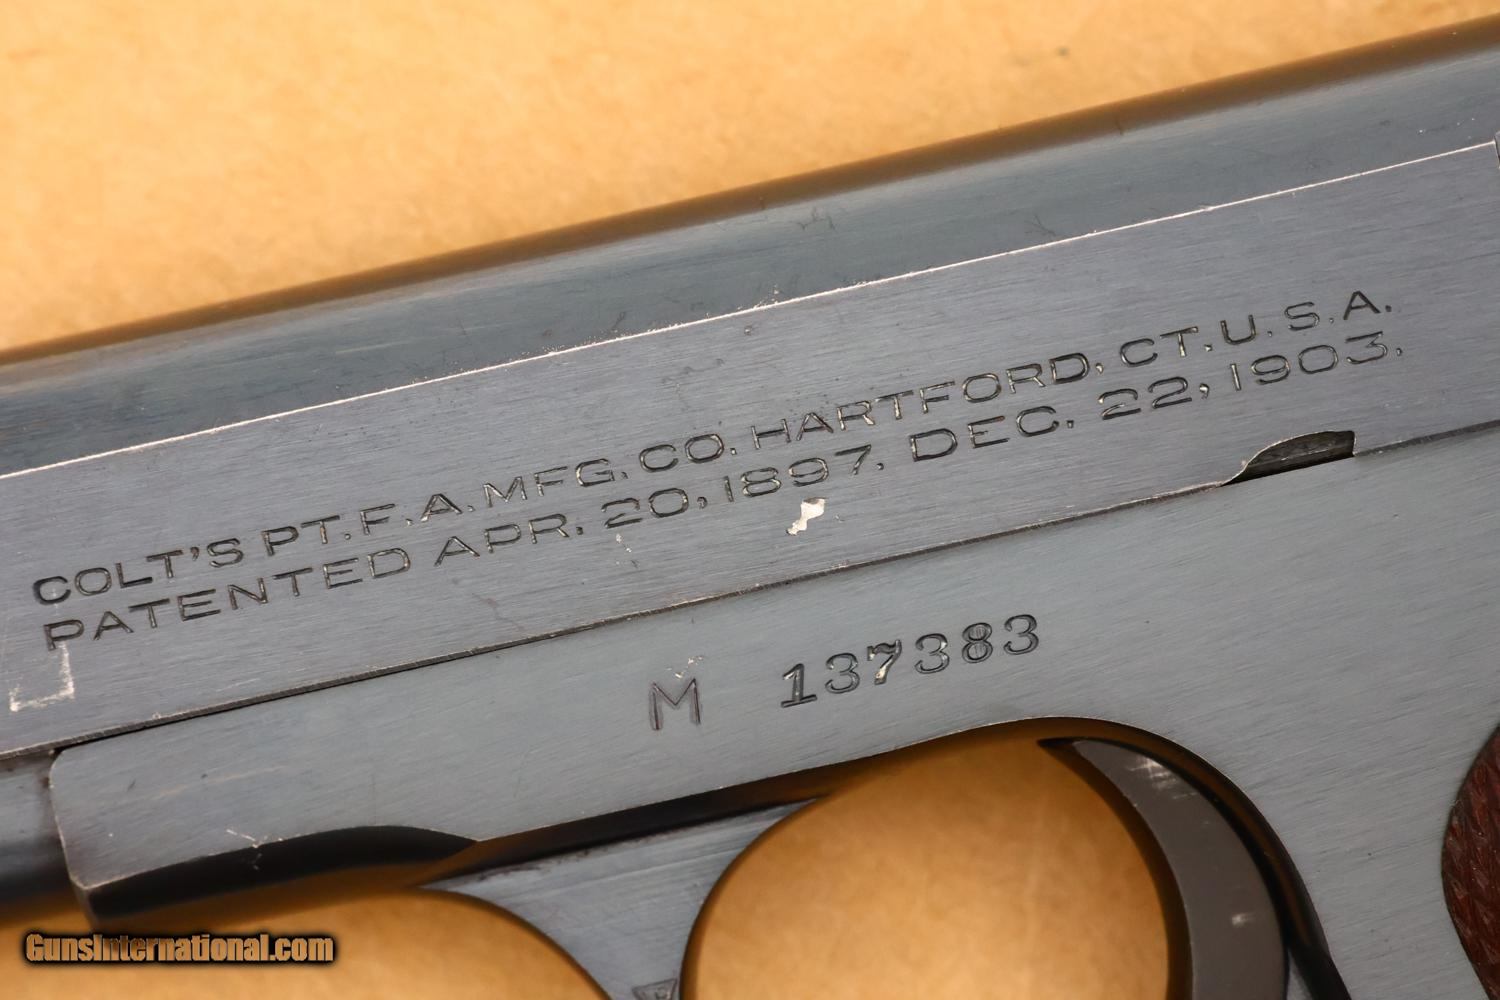 COLT'S PT. F. A. MFG. CO. HARTFORD, CT. U. S. A.
PATENTED APR. 20, 1897. DEC. 22, 1903.
M 137383
GunsInternational.com